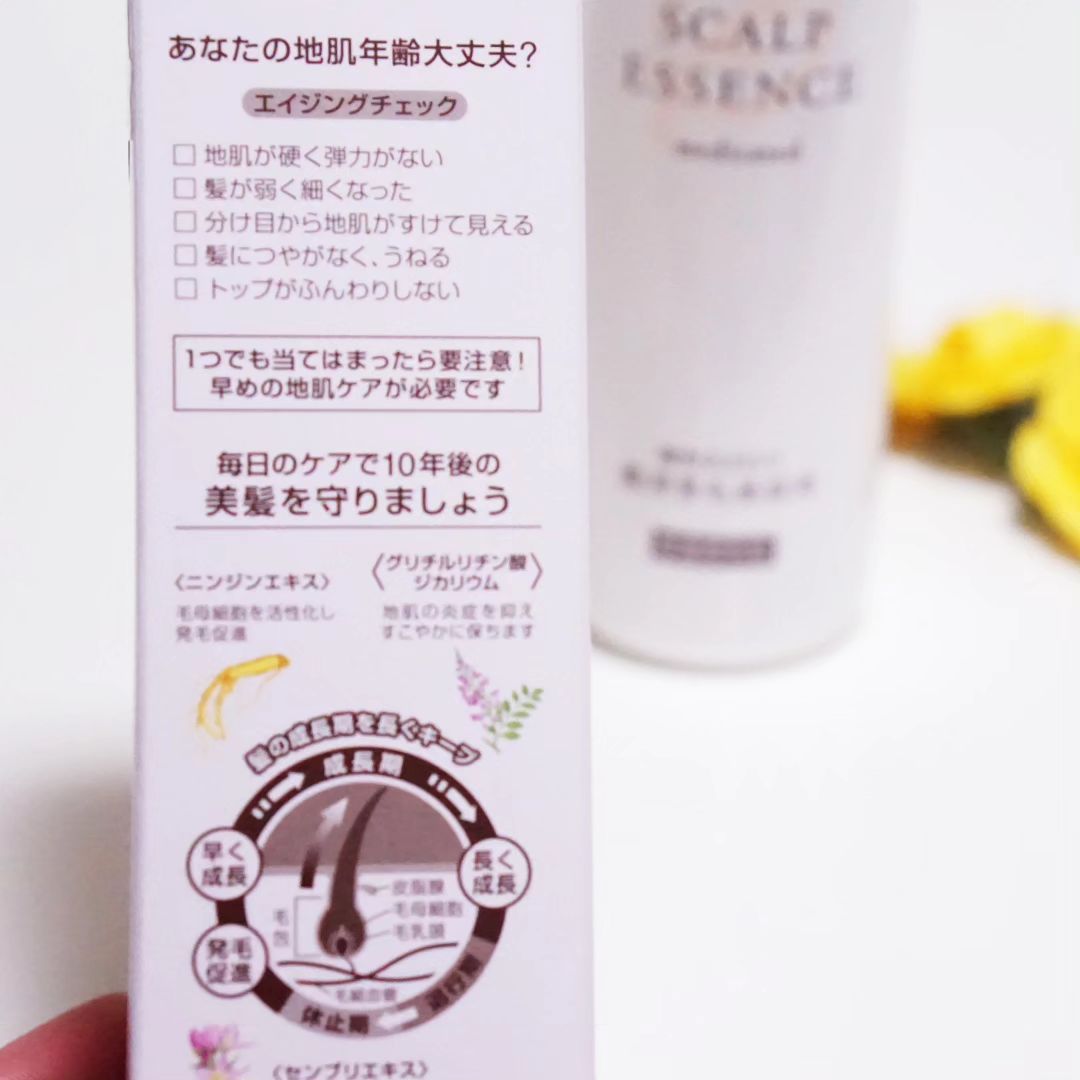 あなたの地肌年齢大丈夫?
エイジングチェック
□ 地肌が硬く弾力がない
□ 髪が弱く細くなった
□ 分け目から地肌がすけて見える
□ 髪につやがなく、うねる
□ トップがふんわりしない
1つでも当てはまったら要注意!
早めの地肌ケアが必要です
毎日のケアで10年後の
美髪を守りましょう
〈ニンジンエキス〉
毛母細胞を活性化し
発毛促進
〈グリチルリチン酸
ジカリウム〉
地肌の炎症を抑え
すこやかに保ちます
髪の成長期を長くキープ
成長期
早く
成長
長く
成長
皮脂腺
毛母細胞
毛乳頭
毛包
発毛
促進
毛細血管
退行期
休止期
〈センブリエキス〉
SCALP
ESSENCE
medicated